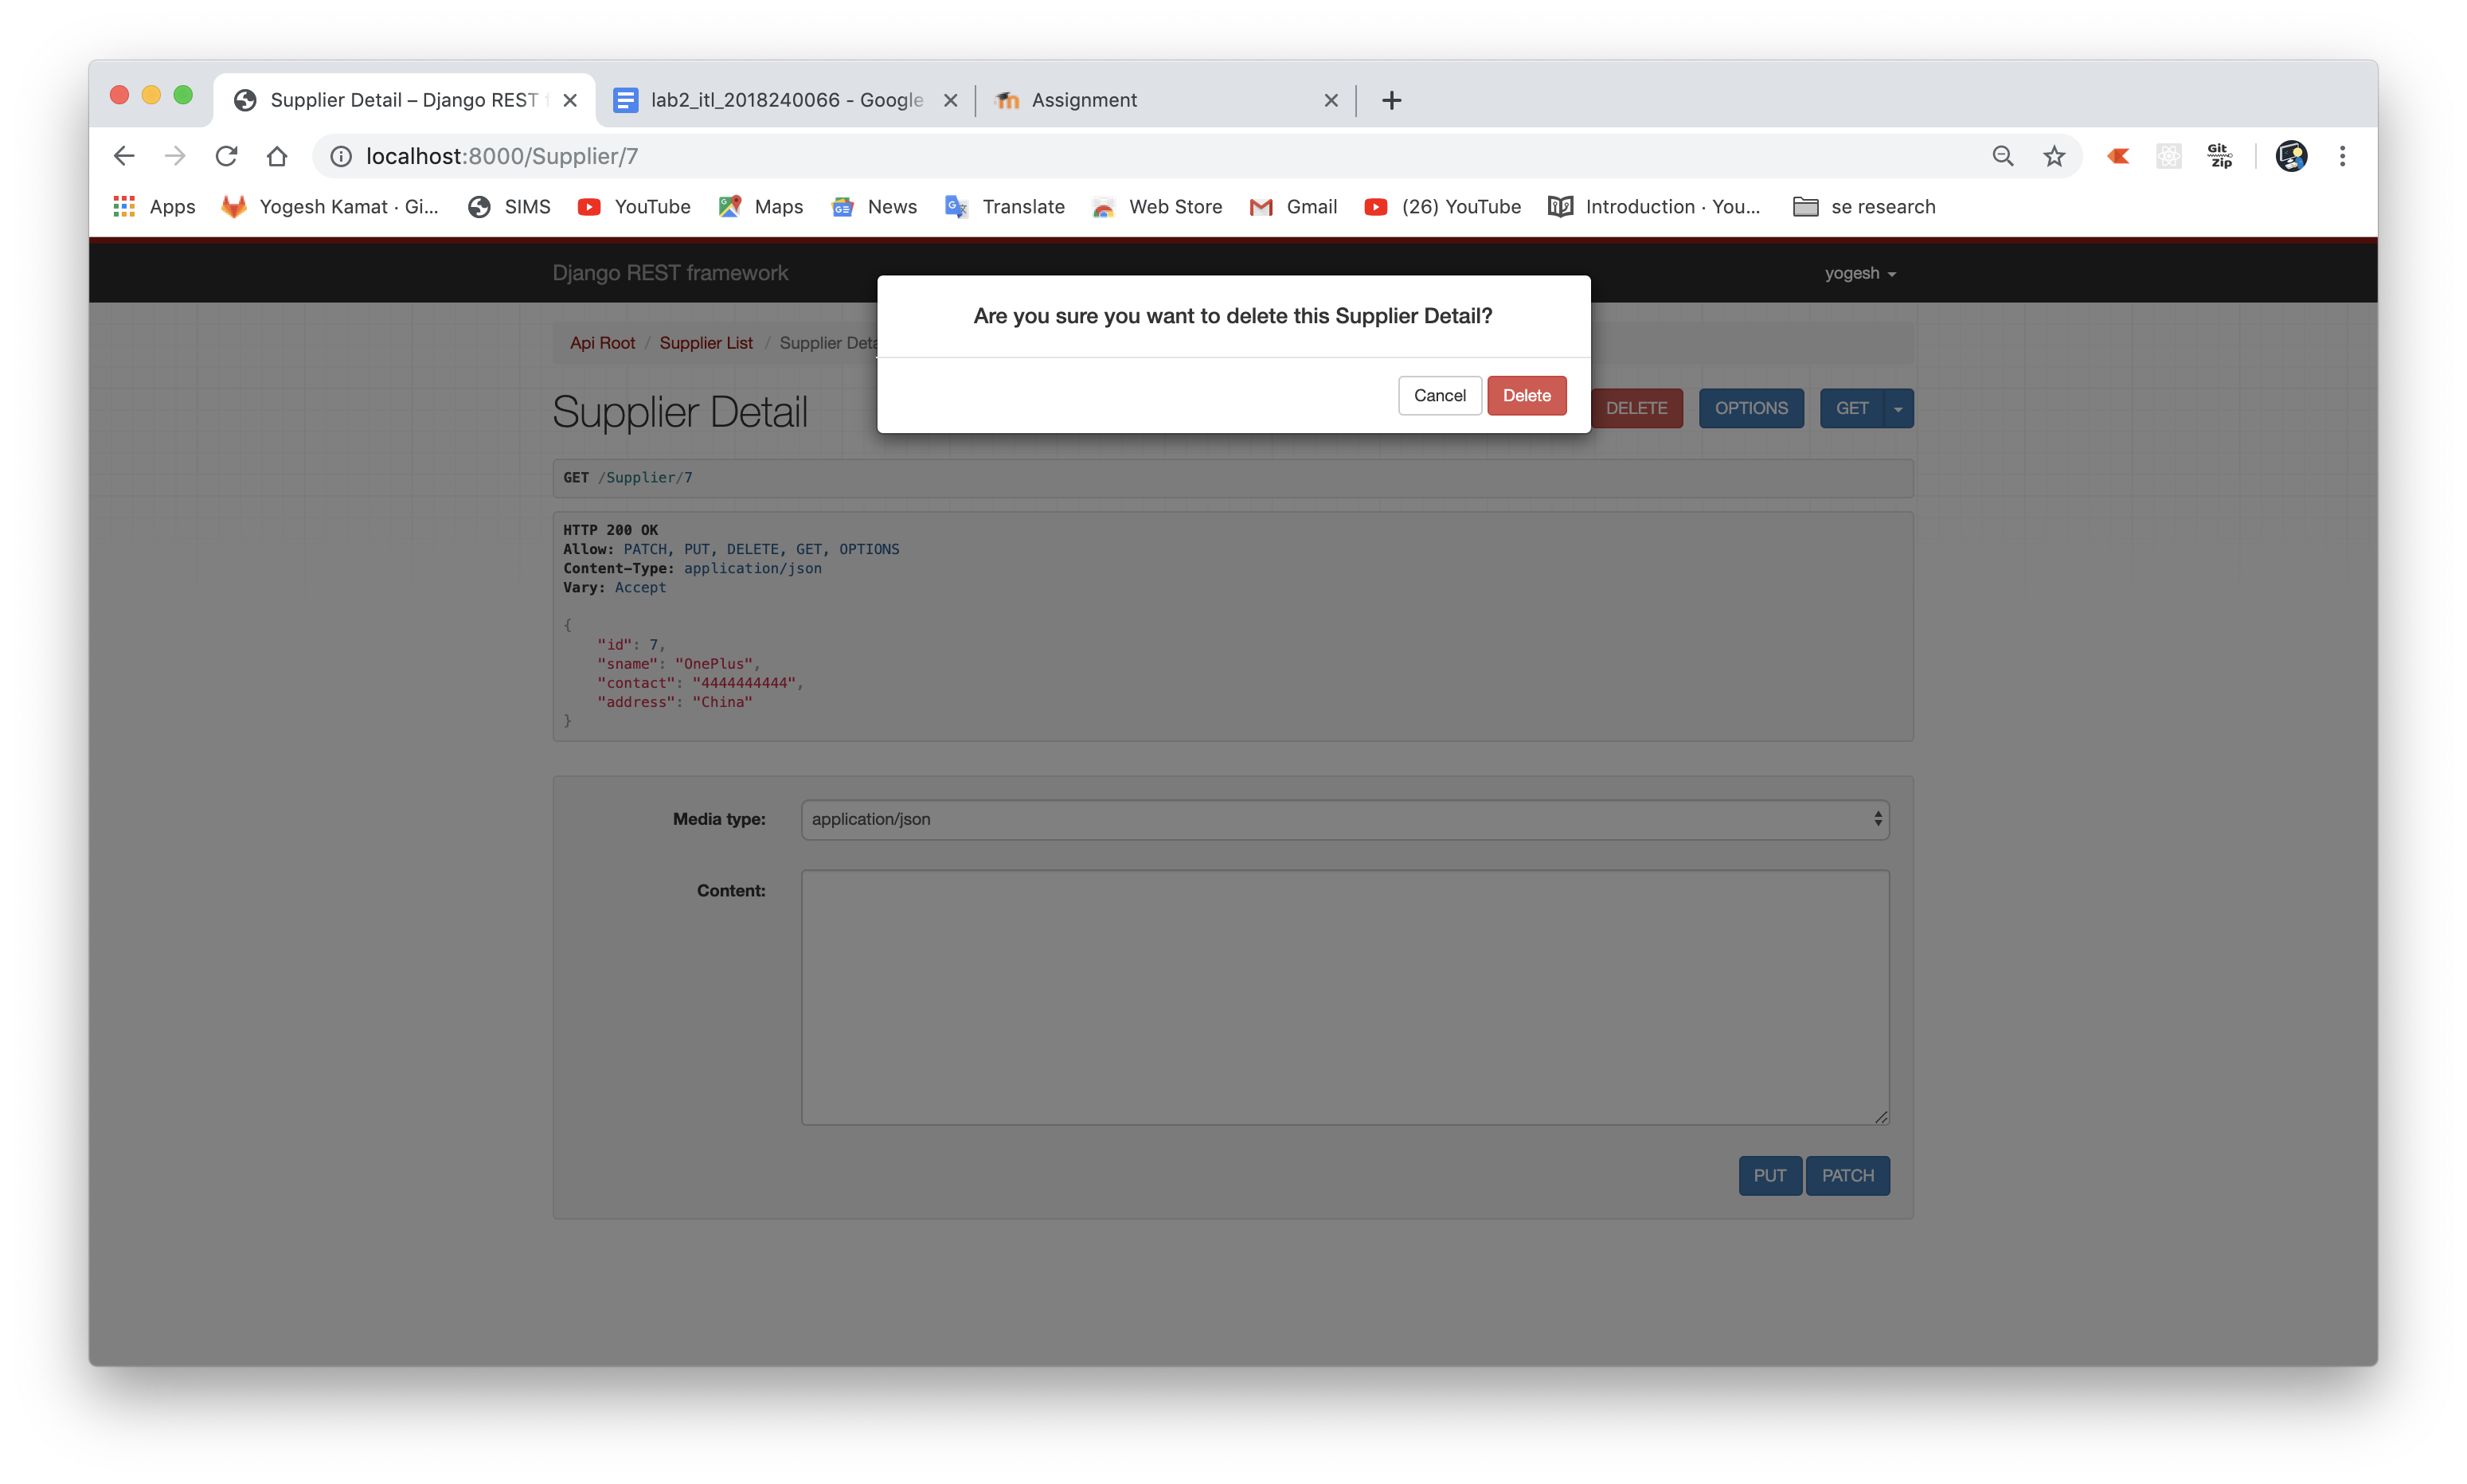 Supplier Detail – Django REST f
lab2_itl_2018240066 - Google
Assignment
localhost:8000/Supplier/7
Git Zip
Apps
Yogesh Kamat · Gi...
SIMS
YouTube
Maps
News
Translate
Web Store
Gmail
(26) YouTube
Introduction · You...
se research
Django REST framework
yogesh
Are you sure you want to delete this Supplier Detail?
Cancel
Delete
Api Root / Supplier List / Supplier Deta
Supplier Detail
DELETE
OPTIONS
GET
GET /Supplier/7
HTTP 200 OK
Allow: PATCH, PUT, DELETE, GET, OPTIONS
Content-Type: application/json
Vary: Accept
{
"id": 7,
"sname": "OnePlus",
"contact": "4444444444",
"address": "China"
}
Media type:
application/json
Content:
PUT
PATCH